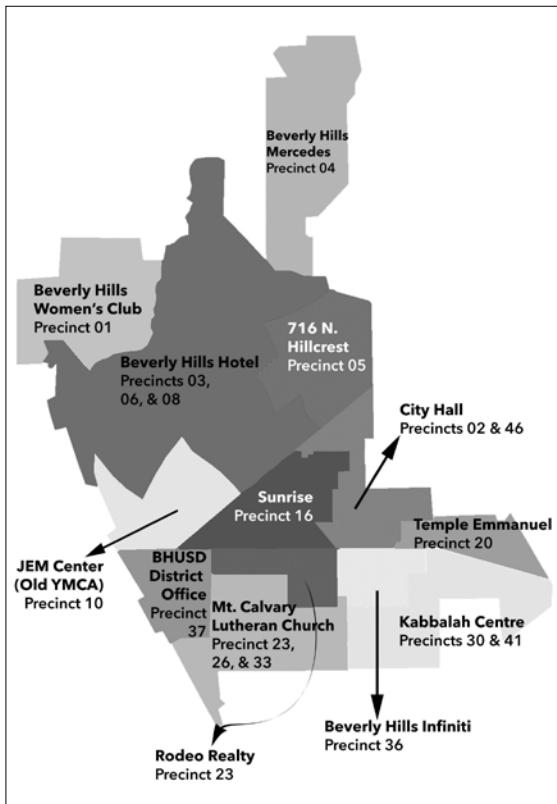 Beverly Hills
Mercedes
Precinct 04
Beverly Hills
Women's Club
Precinct 01
716 N.
Hillcrest
Precinct 05
Beverly Hills Hotel
Precincts 03,
06, & 08
City Hall
Precincts 02 & 46
Sunrise
Precinct 16
Temple Emmanuel
Precinct 20
JEM Center
(Old YMCA)
Precinct 10
BHUSD
District
Office
Precinct
37
Mt. Calvary
Lutheran Church
Precinct 23,
26, & 33
Kabbalah Centre
Precincts 30 & 41
Beverly Hills Infiniti
Precinct 36
Rodeo Realty
Precinct 23